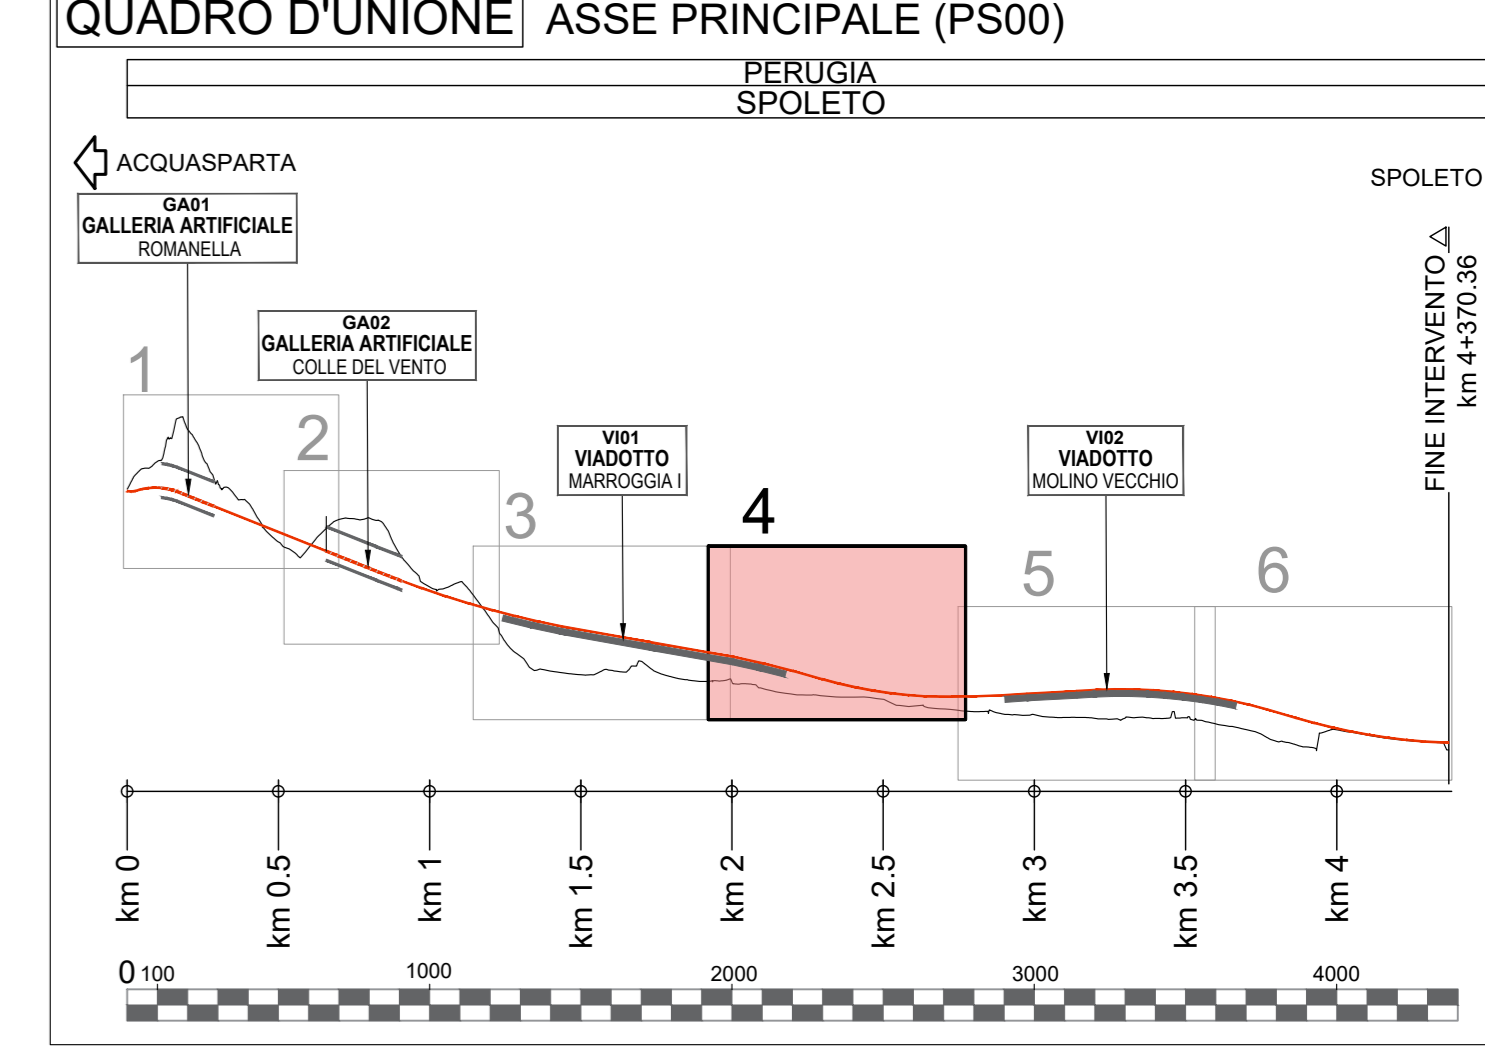 QUADRO D'UNIONE ASSE PRINCIPALE (PS00)
PERUGIA
SPOLETO
ACQUASPARTA
SPOLETO
GA01
GALLERIA ARTIFICIALE
ROMANELLA
GA02
GALLERIA ARTIFICIALE
COLLE DEL VENTO
VI01
VIADOTTO
MARROGGIA I
VI02
VIADOTTO
MOLINO VECCHIO
FINE INTERVENTO
km 4+370.36
1
2
3
4
5
6
km 0
km 0.5
km 1
km 1.5
km 2
km 2.5
km 3
km 3.5
km 4
0 100 1000 2000 3000 4000